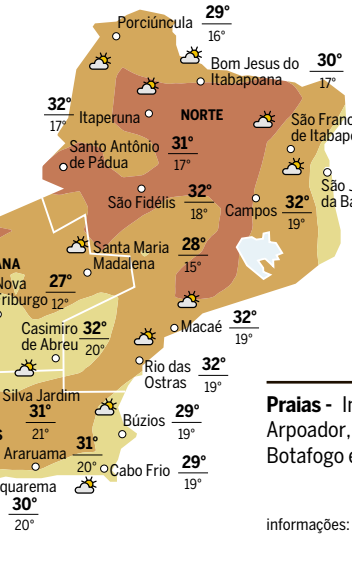 Porciúncula 29°
16°
Bom Jesus do
Itabapoana 30°
17°
32°
17° Itaperuna
NORTE
São Franc
de Itabapo
Santo Antônio
de Pádua 31°
17°
São Fidélis 32°
18°
Campos 32°
19°
São J
da Ba
Santa Maria
Madalena 28°
15°
ANA
Nova
Friburgo 27°
12°
Casimiro
de Abreu 32°
20°
Macaé 32°
19°
Rio das
Ostras 32°
19°
Silva Jardim
31°
21°
Búzios 29°
19°
S
Araruama 31°
20°
Cabo Frio 29°
19°
quarema
30°
20°
Praias - In
Arpoador,
Botafogo e
informações: